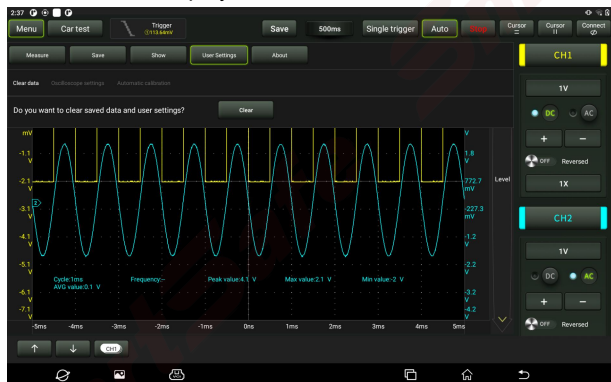 2:37
Menu Car test Trigger ①113.64mV Save 500ms Single trigger Auto Cursor Cursor Connect
Measure Save Show User Settings About
Clear data Oscilloscope settings Automatic calibration
Do you want to clear saved data and user settings? Clear
mV V
-1.1 V 1.8 V
-2.1 V 772.7 mV Level
2
-3.1 V -227.3 mV
-4.1 V -1.2 V
-5.1 V -2.2 V
Cycle:1ms Frequency:-- Peak value:4.1 V Max value:2.1 V Min value:-2 V
AVG value:0.1 V
-6.1 V -3.2 V
-7.1 V -4.2 V
-5ms -4ms -3ms -2ms -1ms 0ns 1ms 2ms 3ms 4ms 5ms
↑ ↓ CH1
CH1
1V
DC AC
+ −
OFF Reversed
1X
CH2
1V
DC AC
+ −
OFF Reversed